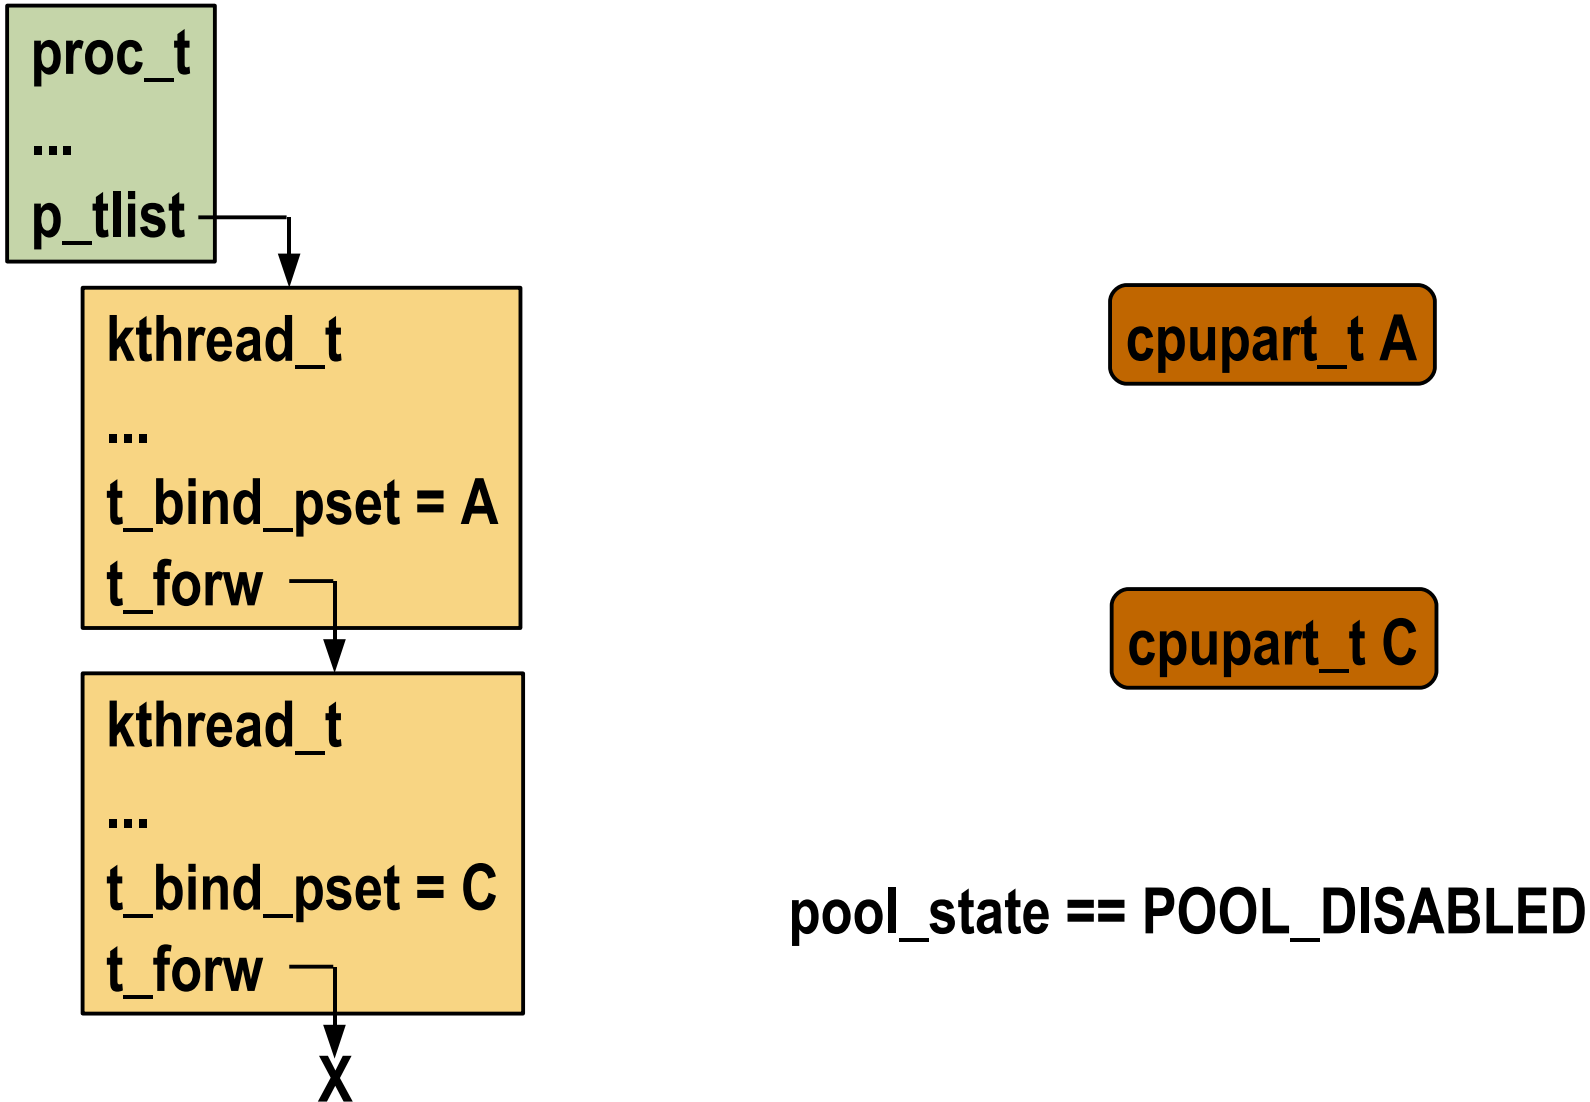 proc_t
...
p_tlist
kthread_t
...
t_bind_pset = A
t_forw
kthread_t
...
t_bind_pset = C
t_forw
X
cpupart_t A
cpupart_t C
pool_state == POOL_DISABLED